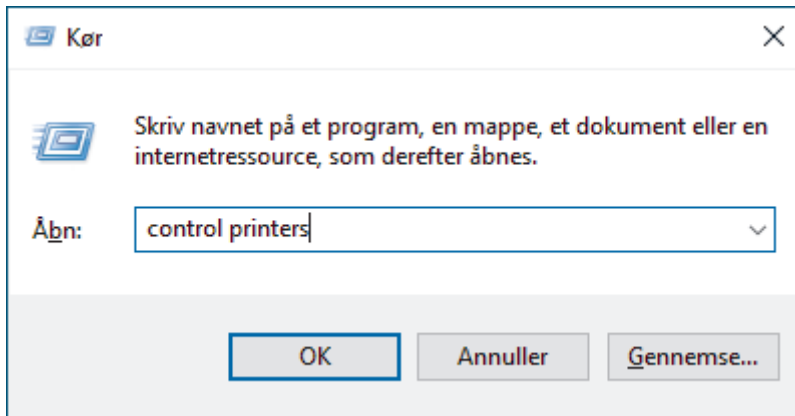 Kør
Skriv navnet på et program, en mappe, et dokument eller en
internetressource, som derefter åbnes.
Åbn: control printers
OK Annuller Gennemse...